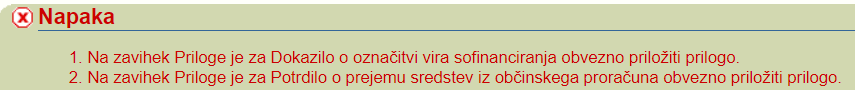 Napaka
1. Na zavihek Priloge je za Dokazilo o označitvi vira sofinanciranja obvezno priložiti prilogo.
2. Na zavihek Priloge je za Potrdilo o prejemu sredstev iz občinskega proračuna obvezno priložiti prilogo.